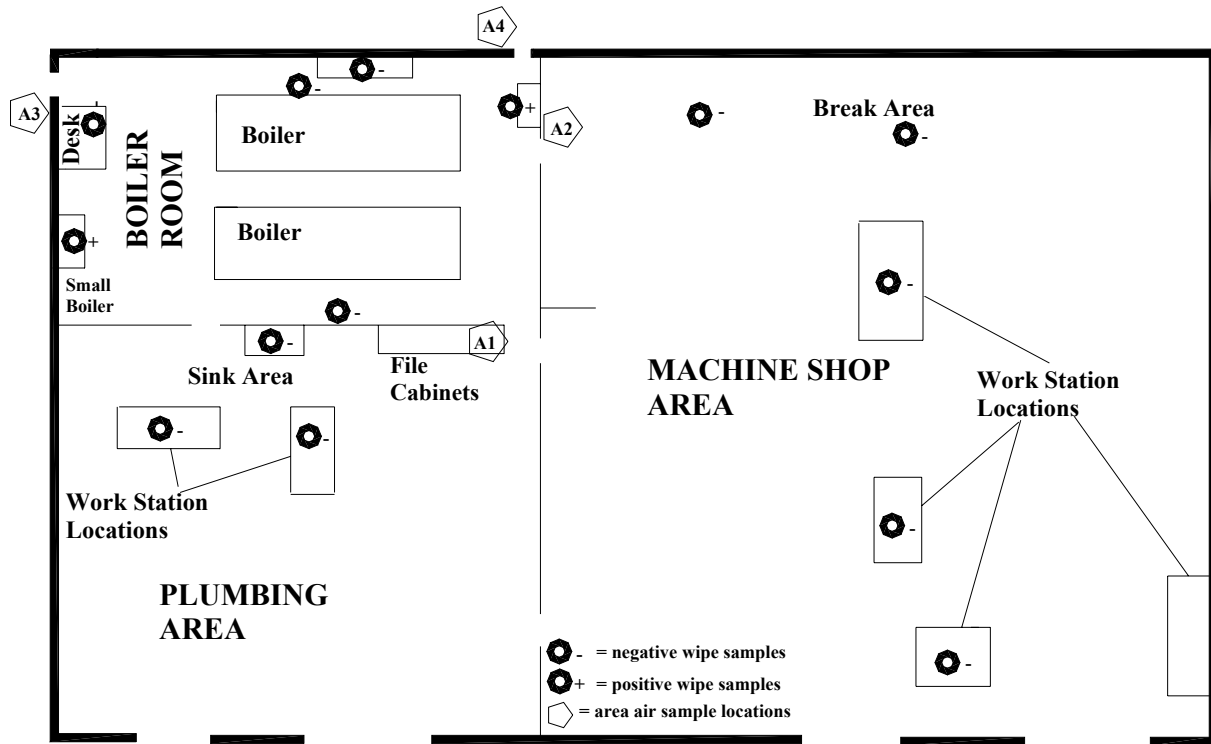 A4
A3
Desk
-
-
+
A2
-
Break Area
-
Boiler
BOILER
ROOM
Boiler
+
Small
Boiler
-
-
-
A1
Sink Area
File
Cabinets
MACHINE SHOP
AREA
Work Station
Locations
-
-
Work Station
Locations
-
PLUMBING
AREA
-
- = negative wipe samples
+ = positive wipe samples
= area air sample locations